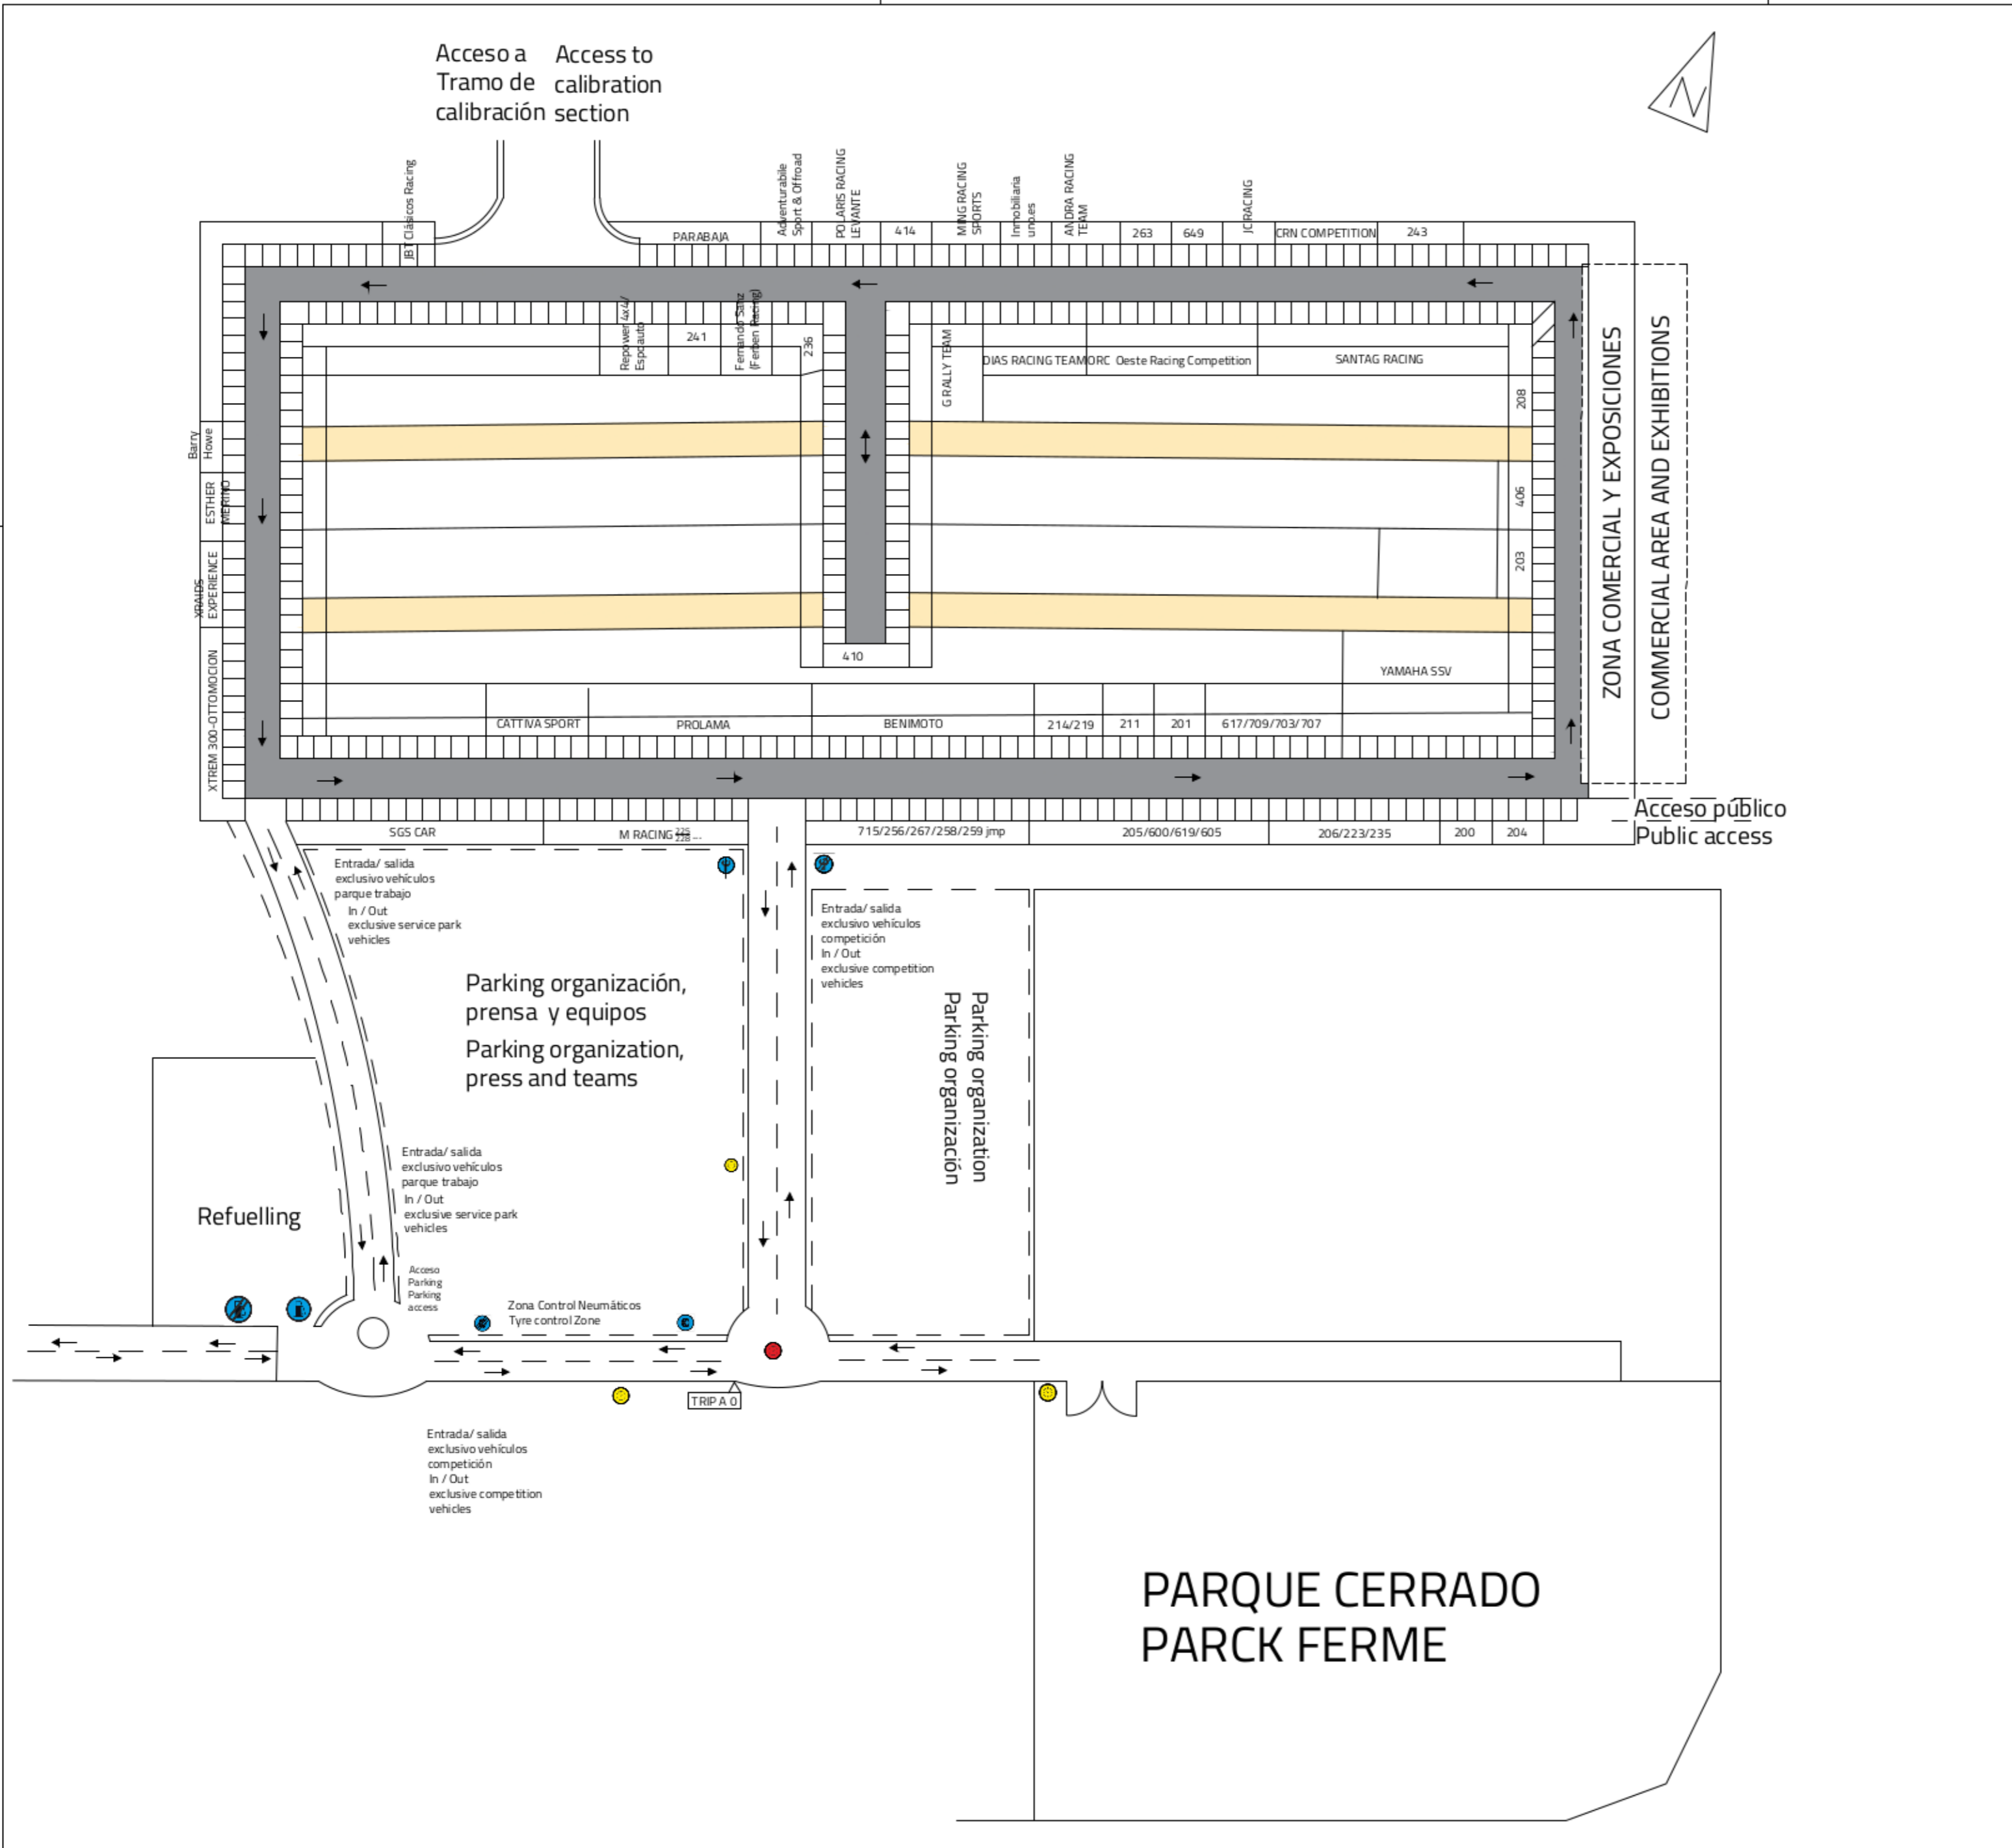 Acceso a
Tramo de
calibración
Access to
calibration
section
N
JBT Clásicos Racing
PARABAJA
Adventurabile
Sport & Offroad
POLARIS RACING
LEVANTE
414
MING RACING
SPORTS
Inmobiliaria
uno.es
ANDRA RACING
TEAM
263
649
JC RACING
CRN COMPETITION
243
Repower 4x4/
Espoauto
241
Fernando Sanz
(Ferben Racing)
236
G RALLY TEAM
DIAS RACING TEAM
ORC Oeste Racing Competition
SANTAG RACING
208
Barry
Howe
ESTHER
MERINO
406
203
XRAIDS
EXPERIENCE
XTREM 300-OTTOMOCION
410
YAMAHA SSV
CATTIVA SPORT
PROLAMA
BENIMOTO
214/219
211
201
617/709/703/707
ZONA COMERCIAL Y EXPOSICIONES
COMMERCIAL AREA AND EXHIBITIONS
Acceso público
Public access
SGS CAR
M RACING 225
228 ...
715/256/267/258/259 jmp
205/600/619/605
206/223/235
200
204
Entrada/ salida
exclusivo vehículos
parque trabajo
In / Out
exclusive service park
vehicles
Entrada/ salida
exclusivo vehículos
competición
In / Out
exclusive competition
vehicles
Parking organización,
prensa y equipos
Parking organization,
press and teams
Parking organization
Parking organización
Entrada/ salida
exclusivo vehículos
parque trabajo
In / Out
exclusive service park
vehicles
Refuelling
Acceso
Parking
Parking
access
Zona Control Neumáticos
Tyre control Zone
TRIP A 0
Entrada/ salida
exclusivo vehículos
competición
In / Out
exclusive competition
vehicles
PARQUE CERRADO
PARCK FERME